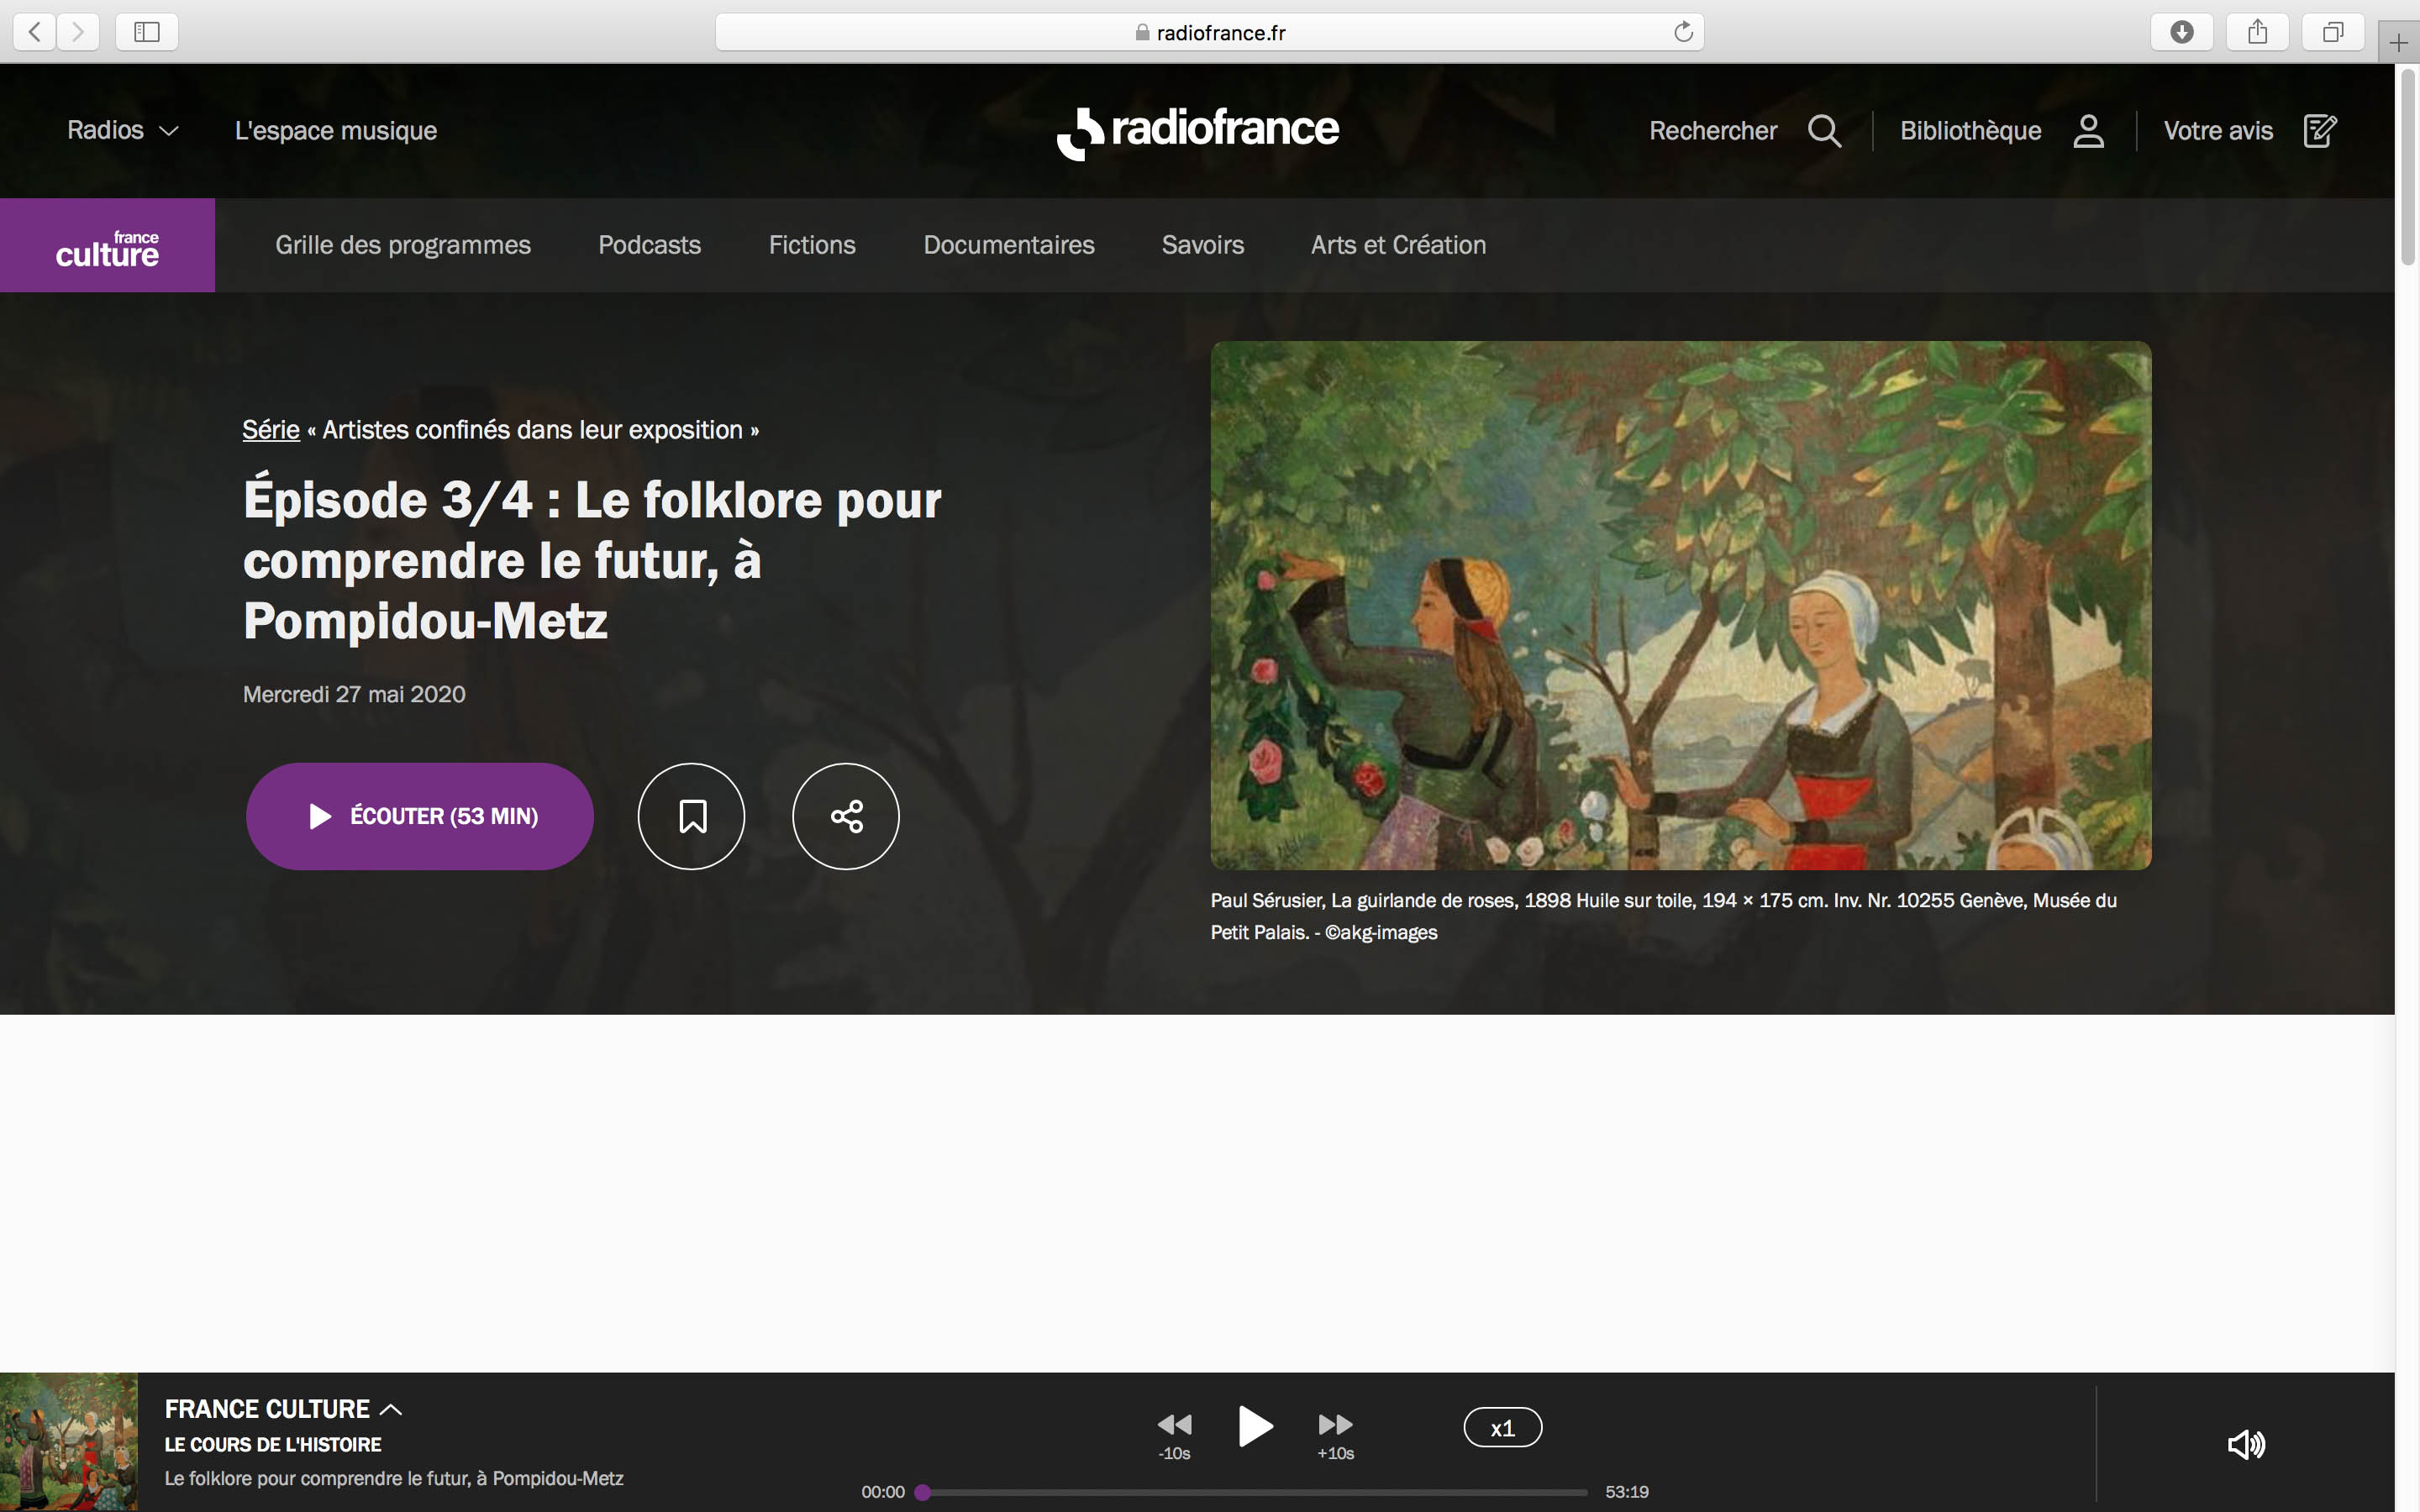 radiofrance.fr
Radios
L'espace musique
radiofrance
Rechercher
Bibliothèque
Votre avis
france
culture
Grille des programmes
Podcasts
Fictions
Documentaires
Savoirs
Arts et Création
Série « Artistes confinés dans leur exposition »
Épisode 3/4 : Le folklore pour
comprendre le futur, à
Pompidou-Metz
Mercredi 27 mai 2020
ÉCOUTER (53 MIN)
Paul Sérusier, La guirlande de roses, 1898 Huile sur toile, 194 × 175 cm. Inv. Nr. 10255 Genève, Musée du
Petit Palais. - ©akg-images
FRANCE CULTURE
LE COURS DE L'HISTOIRE
Le folklore pour comprendre le futur, à Pompidou-Metz
-10s
+10s
x1
00:00
53:19